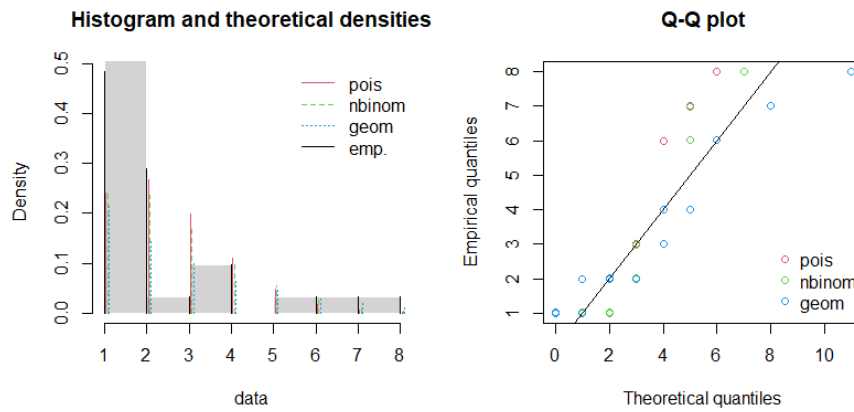 Histogram and theoretical densities
Density
0.0 0.1 0.2 0.3 0.4 0.5
pois
nbinom
geom
emp.
1 2 3 4 5 6 7 8
data
Q-Q plot
Empirical quantiles
1 2 3 4 5 6 7 8
pois
nbinom
geom
0 2 4 6 8 10
Theoretical quantiles